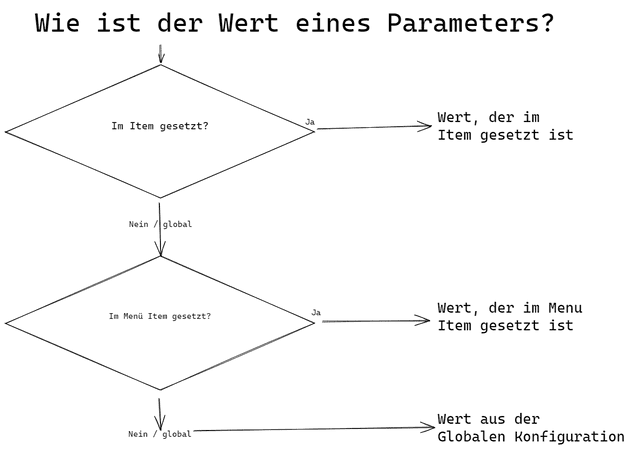 Wie ist der Wert eines Parameters?
Im Item gesetzt?
Ja
Wert, der im
Item gesetzt ist
Nein / global
Im Menü Item gesetzt?
Ja
Wert, der im Menu
Item gesetzt ist
Nein / global
Wert aus der
Globalen Konfiguration